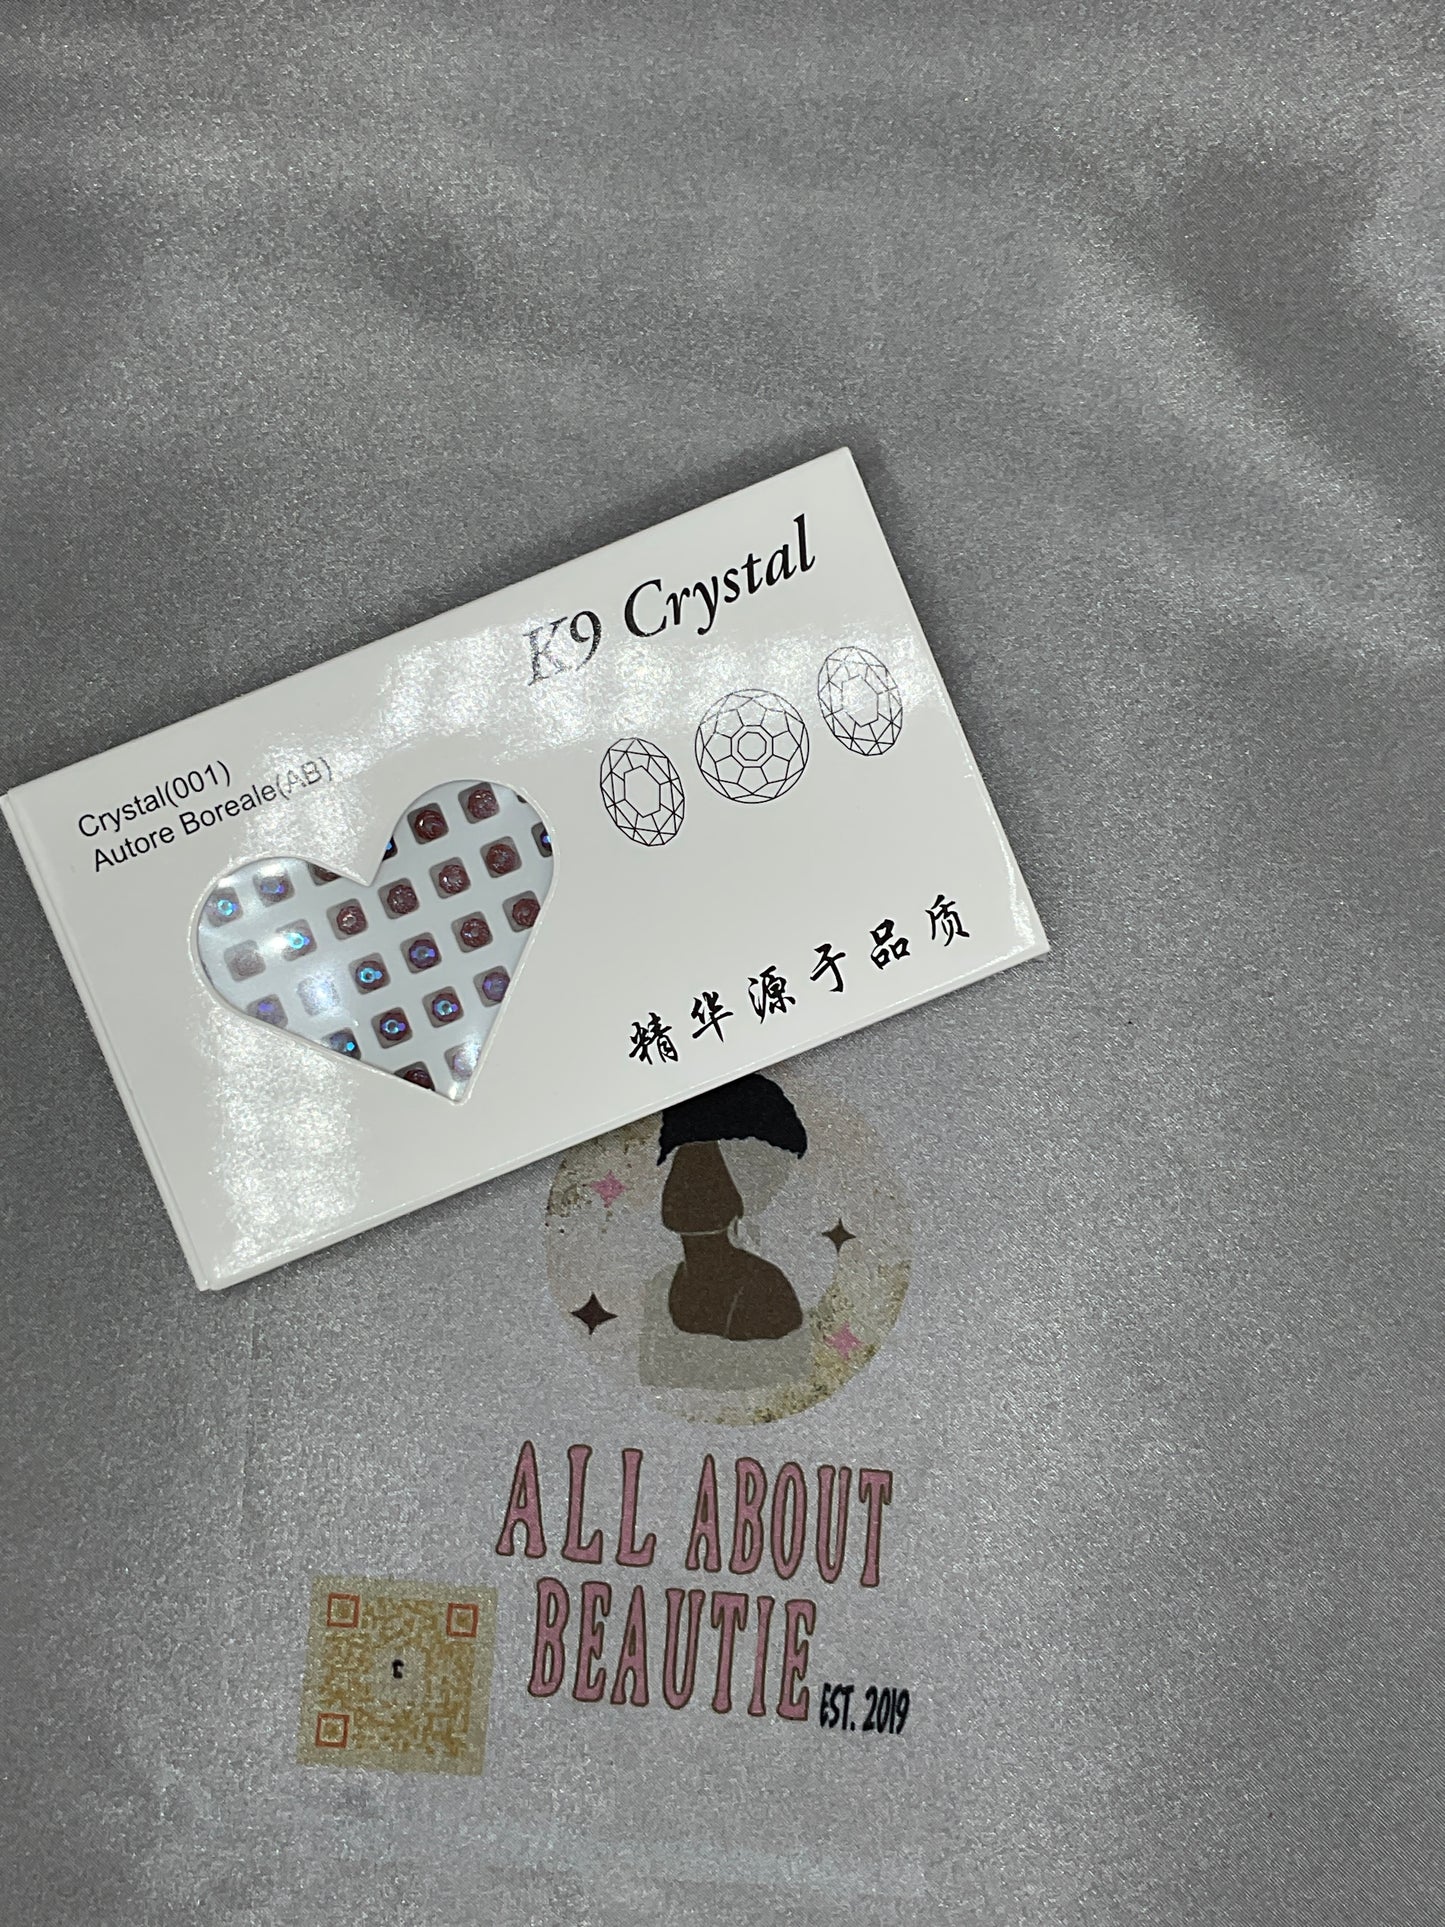 K9 Crystal
Crystal(001)
Autore Boreale(AB)
精华源于品质
ALL ABOUT
BEAUTIE
EST. 2019